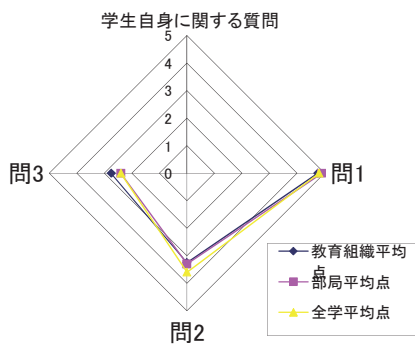 学生自身に関する質問
5
4
3
2
1
0
問3
問1
問2
教育組織平均
点
部局平均点
全学平均点